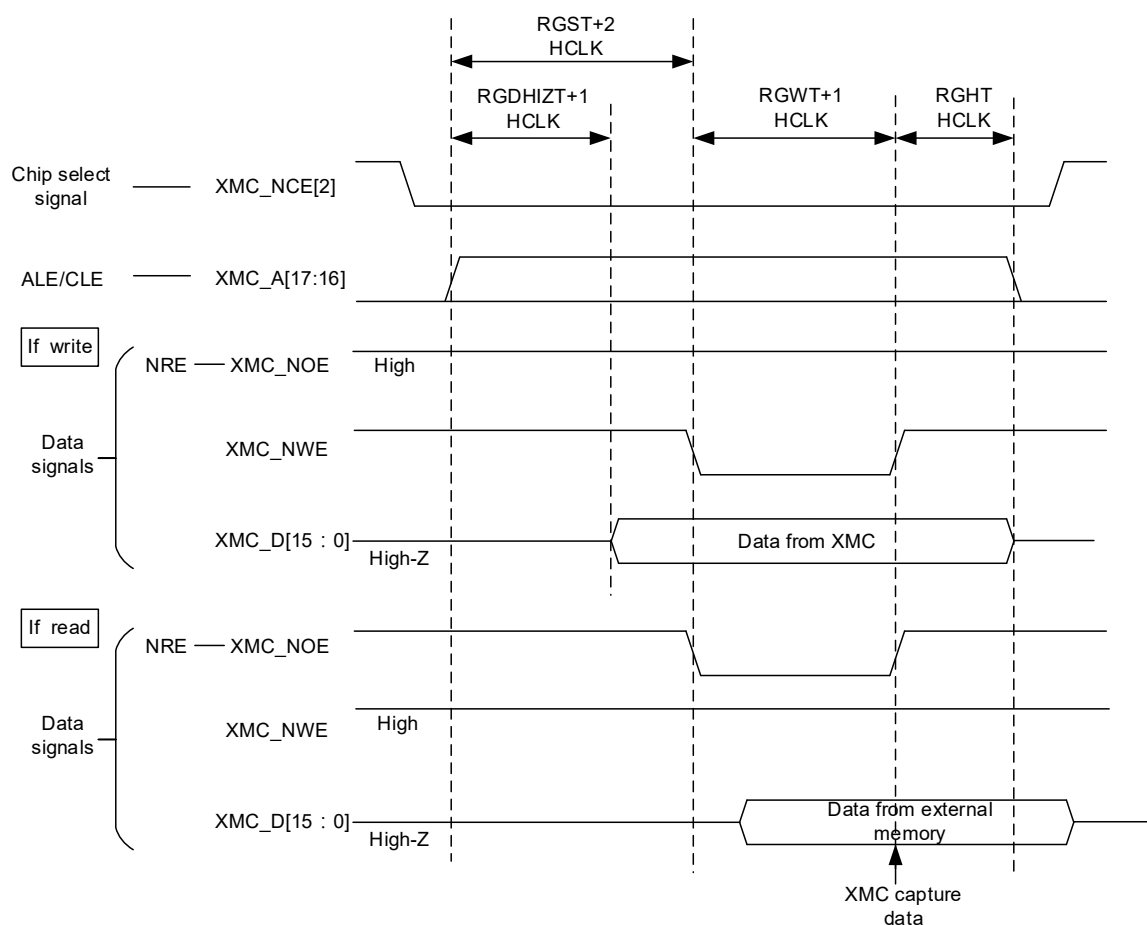 RGST+2
HCLK
RGDHIZT+1
HCLK
RGWT+1
HCLK
RGHT
HCLK
Chip select
signal
XMC_NCE[2]
ALE/CLE
XMC_A[17:16]
If write
NRE
XMC_NOE
High
Data
signals
XMC_NWE
XMC_D[15 : 0]
High-Z
Data from XMC
If read
NRE
XMC_NOE
Data
signals
XMC_NWE
High
XMC_D[15 : 0]
High-Z
Data from external
memory
XMC capture
data